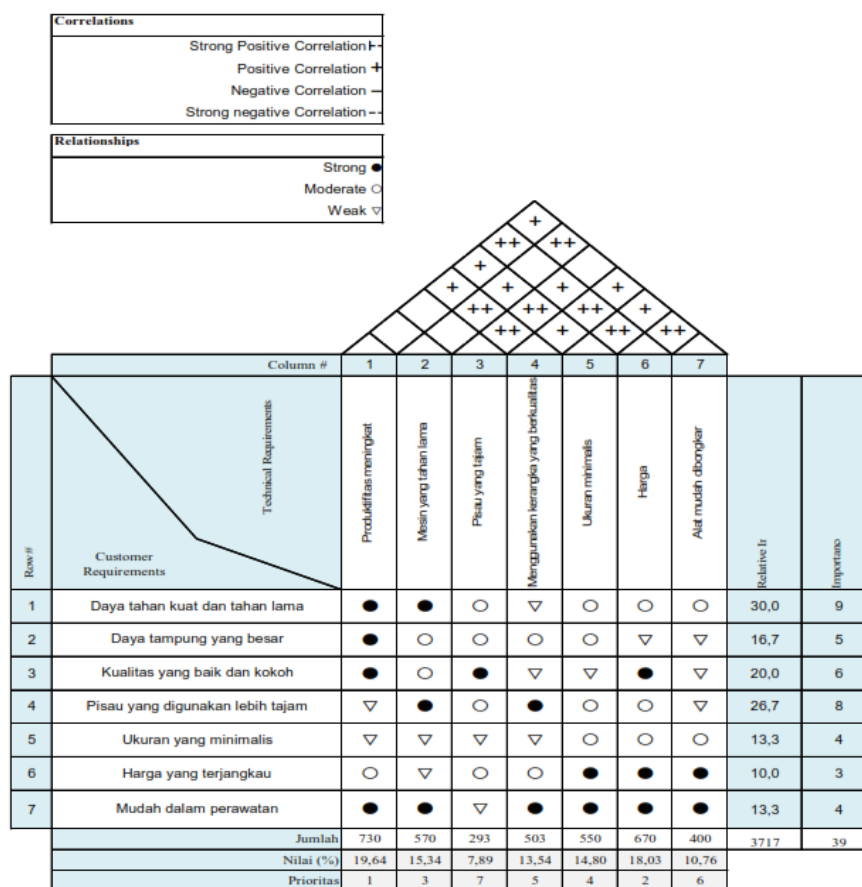 Correlations
Strong Positive Correlation
Positive Correlation +
Negative Correlation −
Strong negative Correlation --
Relationships
Strong ●
Moderate ○
Weak ▽
+
++ ++
+
+ + + +
++ ++ ++ +
++ + ++ ++
Column # 1 2 3 4 5 6 7
Row #
Customer
Requirements
Technical Requirements
Produktifitas meningkat
Mesin yang tahan lama
Pisau yang tajam
Menggunakan kerangka yang berkualitas
Ukuran minimalis
Harga
Alat mudah dibongkar
Relative Ir
Importano
1 Daya tahan kuat dan tahan lama ● ● ○ ▽ ○ ○ ○ 30,0 9
2 Daya tampung yang besar ● ○ ○ ○ ○ ▽ ▽ 16,7 5
3 Kualitas yang baik dan kokoh ● ○ ● ▽ ▽ ● ▽ 20,0 6
4 Pisau yang digunakan lebih tajam ▽ ● ○ ● ○ ○ ▽ 26,7 8
5 Ukuran yang minimalis ▽ ▽ ▽ ▽ ○ ○ ○ 13,3 4
6 Harga yang terjangkau ○ ▽ ○ ○ ● ● ● 10,0 3
7 Mudah dalam perawatan ● ● ▽ ● ● ● ● 13,3 4
Jumlah 730 570 293 503 550 670 400 3717 39
Nilai (%) 19,64 15,34 7,89 13,54 14,80 18,03 10,76
Prioritas 1 3 7 5 4 2 6